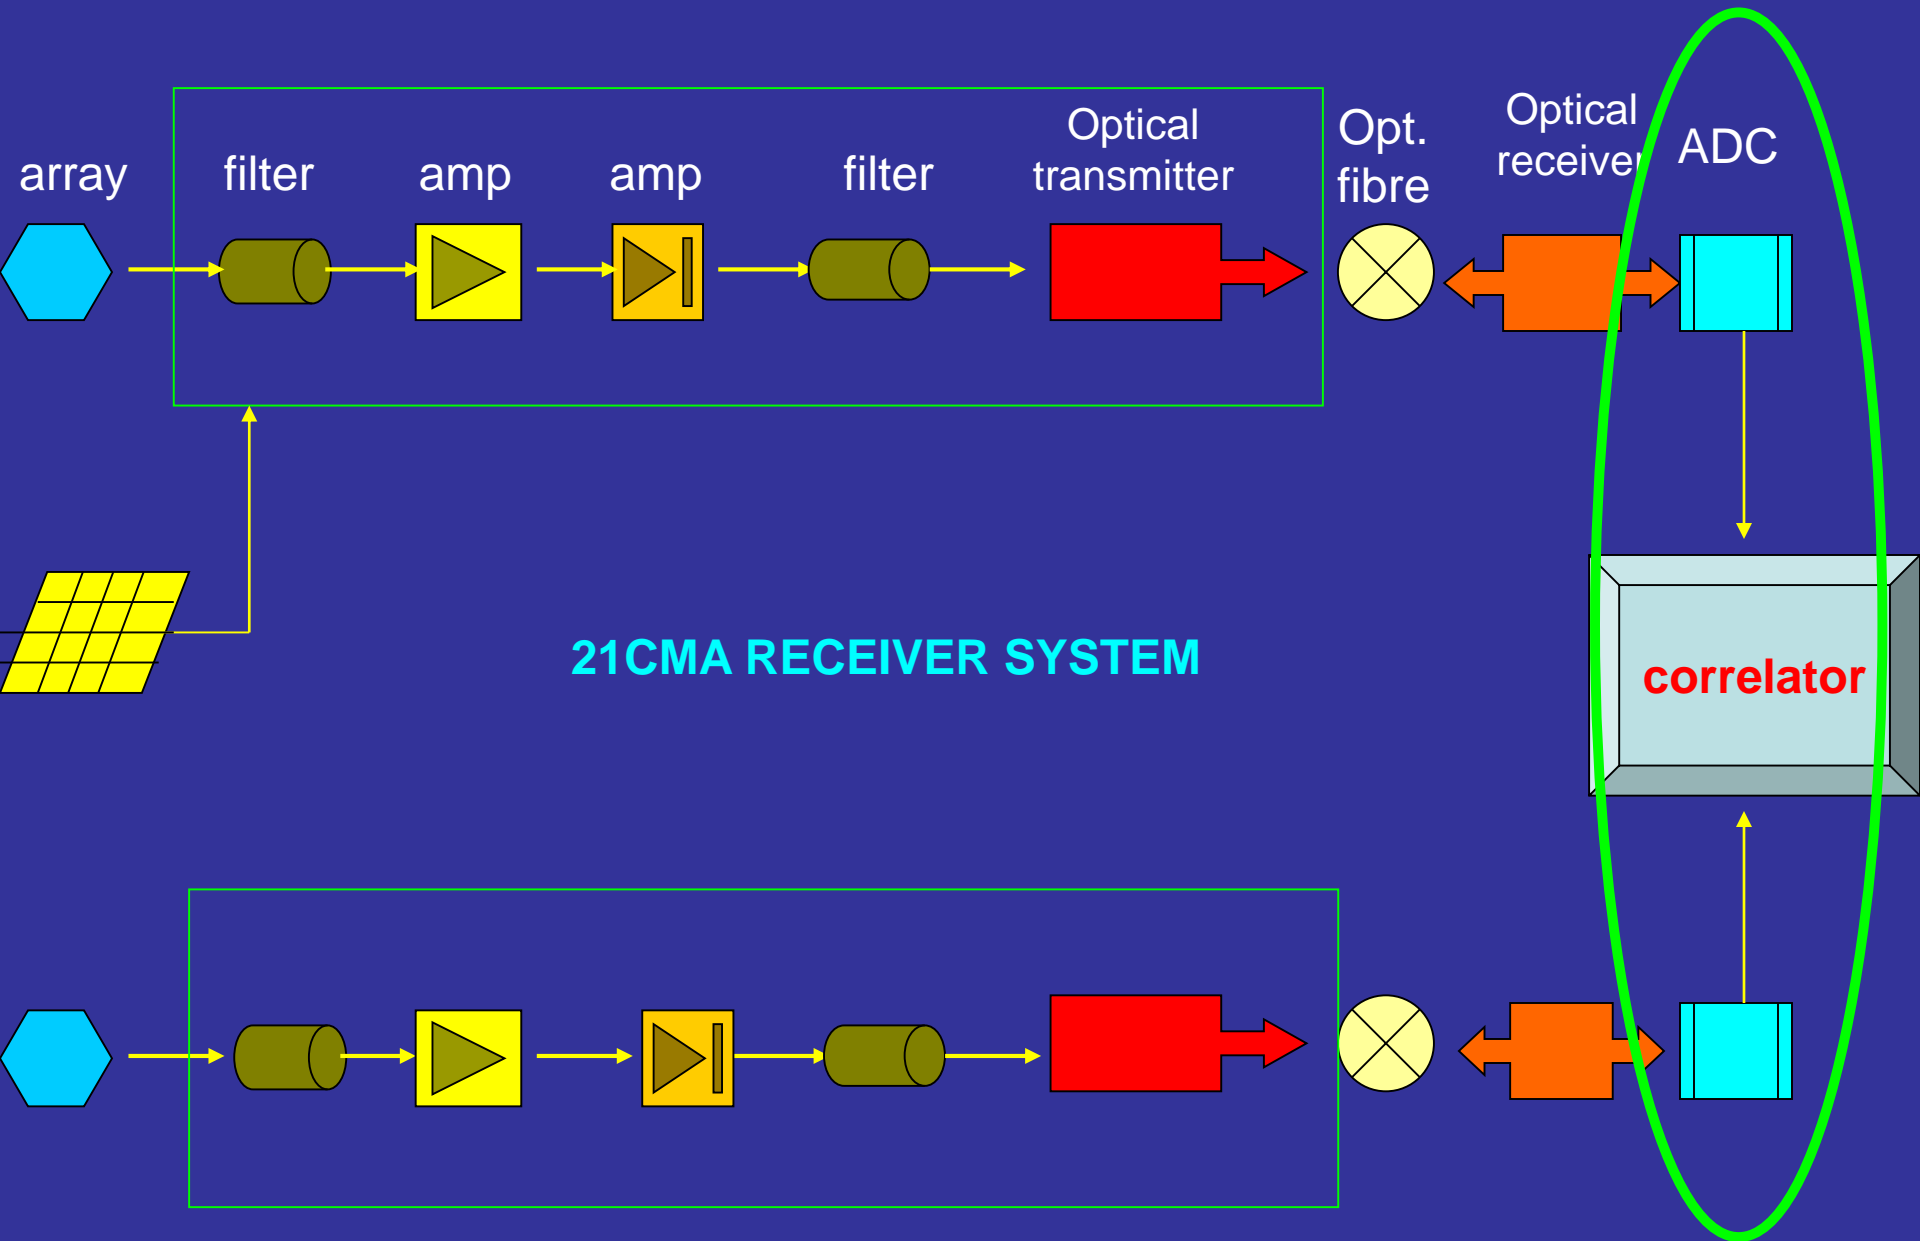 array
filter
amp
amp
filter
Optical
transmitter
Opt.
fibre
Optical
receiver
ADC
21CMA RECEIVER SYSTEM
correlator